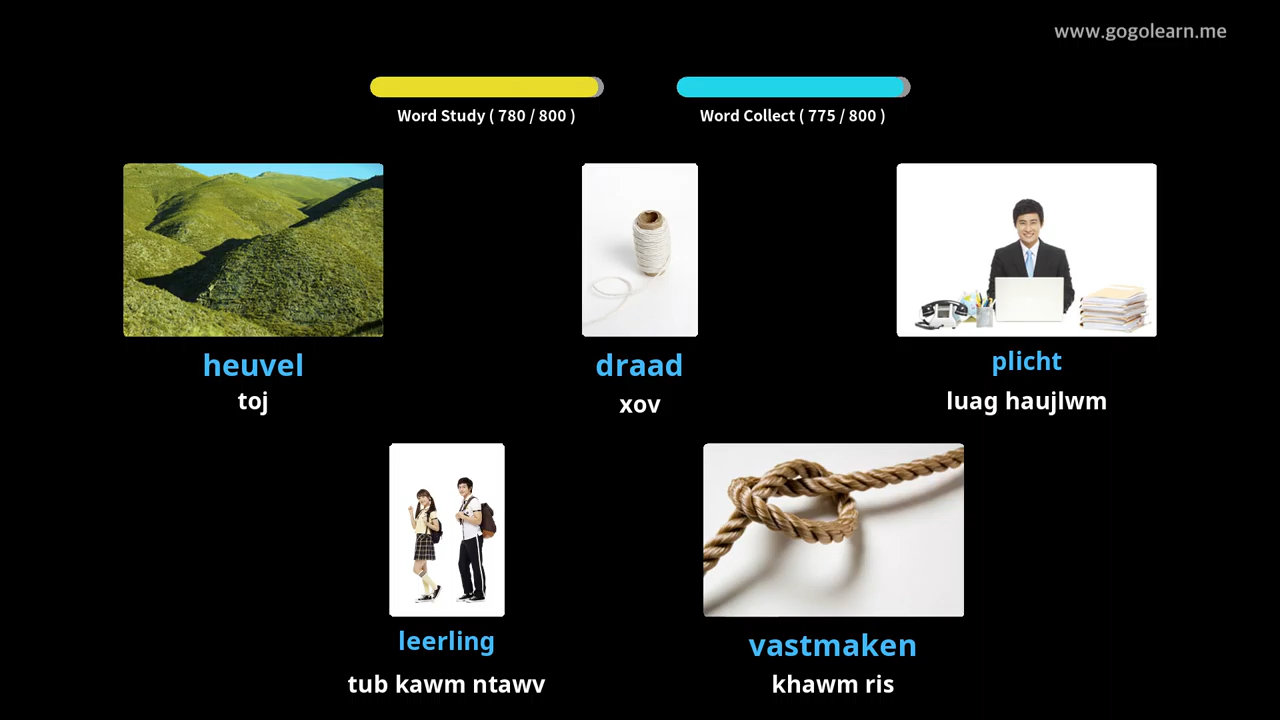 www.gogolearn.me
Word Study ( 780 / 800 )
Word Collect ( 775 / 800 )
heuvel
toj
draad
xov
plicht
luag haujlwm
leerling
tub kawm ntawv
vastmaken
khawm ris